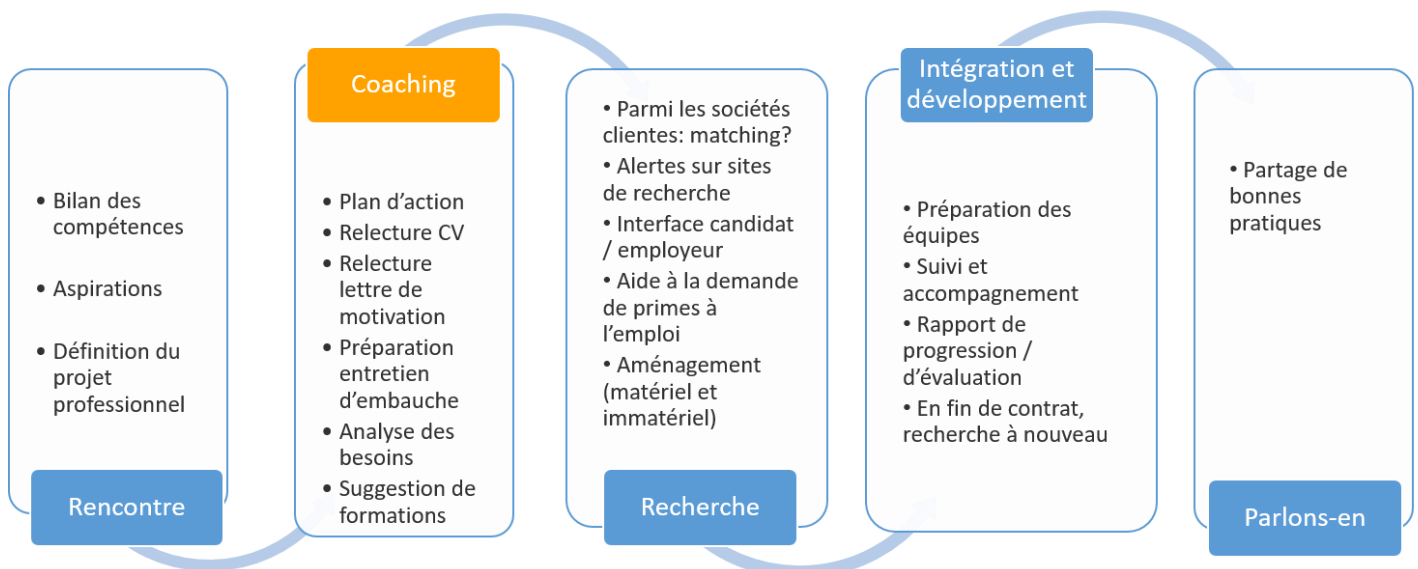 • Bilan des
compétences
• Aspirations
• Définition du
projet
professionnel
Rencontre
Coaching
• Plan d’action
• Relecture CV
• Relecture
lettre de
motivation
• Préparation
entretien
d’embauche
• Analyse des
besoins
• Suggestion de
formations
• Parmi les sociétés
clientes: matching?
• Alertes sur sites
de recherche
• Interface candidat
/ employeur
• Aide à la demande
de primes à
l’emploi
• Aménagement
(matériel et
immatériel)
Recherche
Intégration et
développement
• Préparation des
équipes
• Suivi et
accompagnement
• Rapport de
progression /
d’évaluation
• En fin de contrat,
recherche à nouveau
• Partage de
bonnes
pratiques
Parlons-en